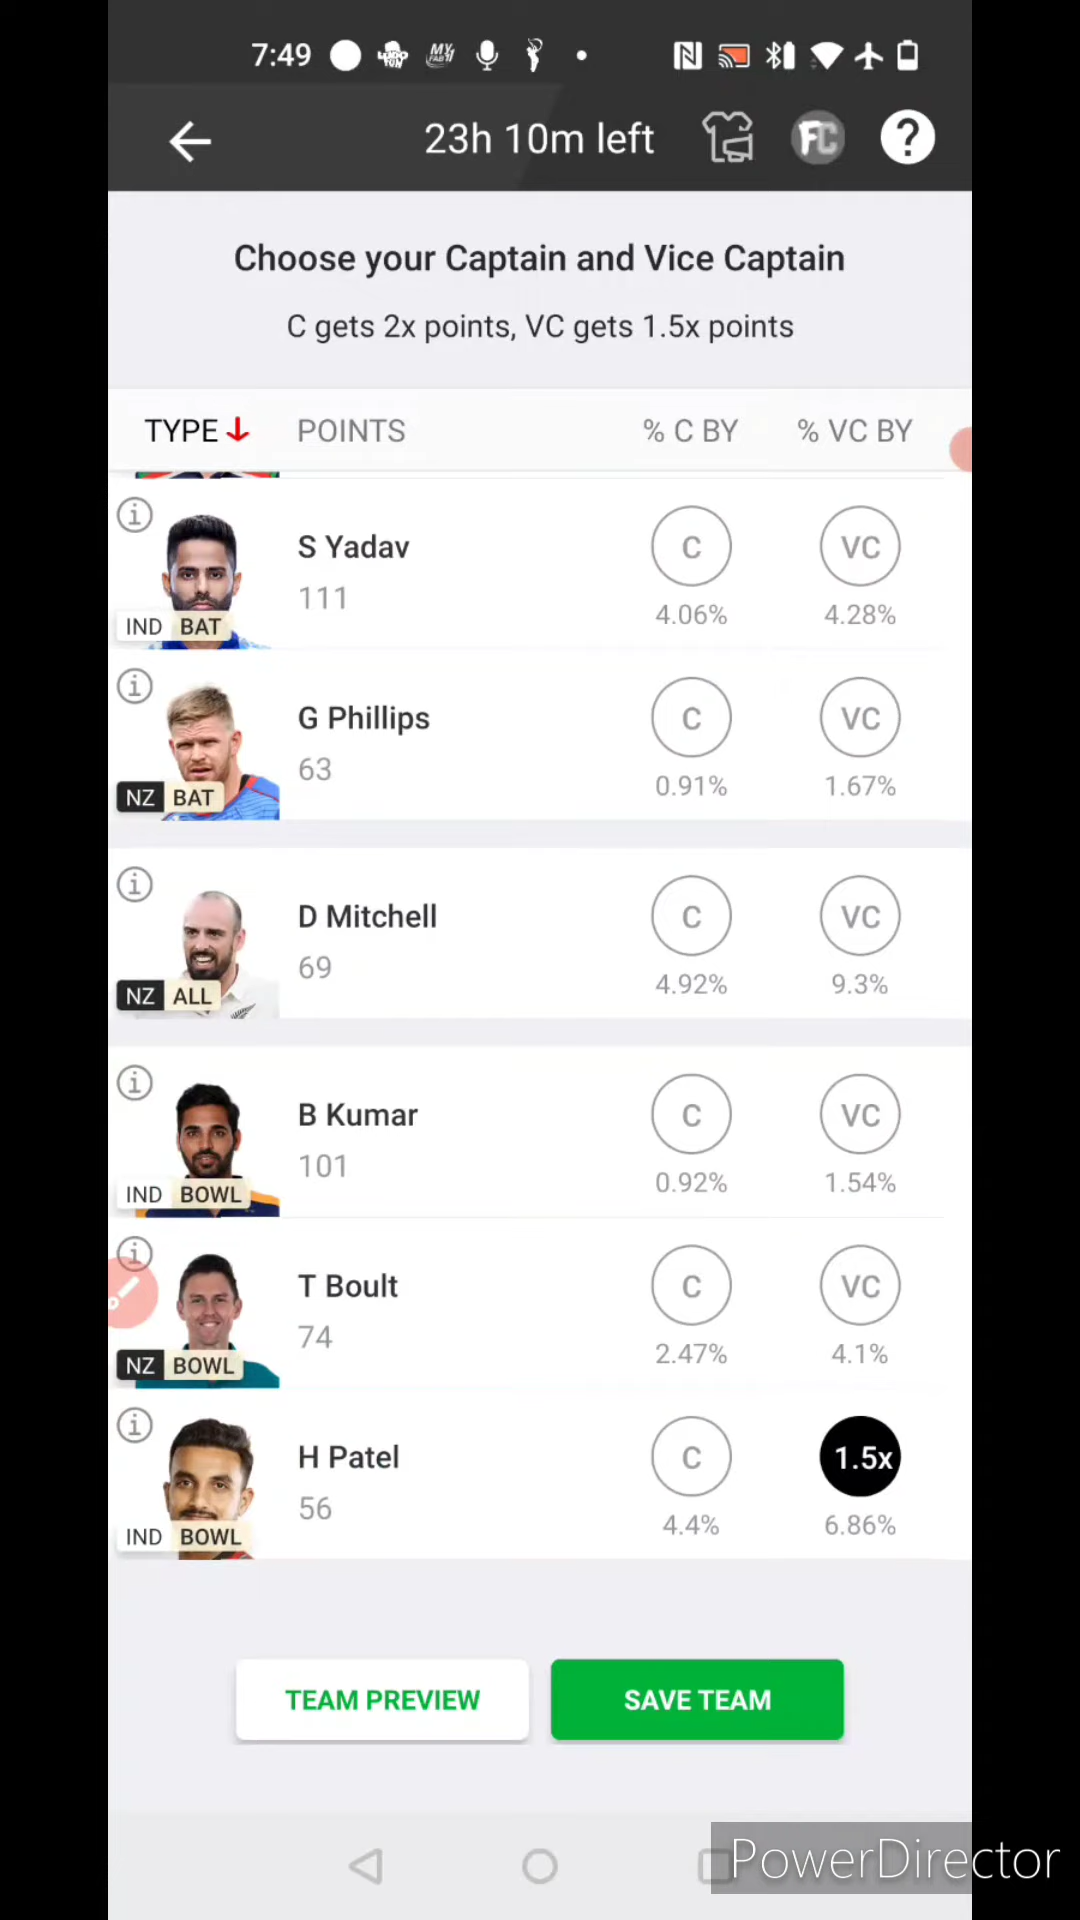 7:49
23h 10m left
FC
?
Choose your Captain and Vice Captain
C gets 2x points, VC gets 1.5x points
TYPE POINTS % C BY % VC BY
S Yadav
111
C VC
4.06% 4.28%
IND BAT
G Phillips
63
C VC
0.91% 1.67%
NZ BAT
D Mitchell
69
C VC
4.92% 9.3%
NZ ALL
B Kumar
101
C VC
0.92% 1.54%
IND BOWL
T Boult
74
C VC
2.47% 4.1%
NZ BOWL
H Patel
56
C 1.5x
4.4% 6.86%
IND BOWL
TEAM PREVIEW SAVE TEAM
PowerDirector